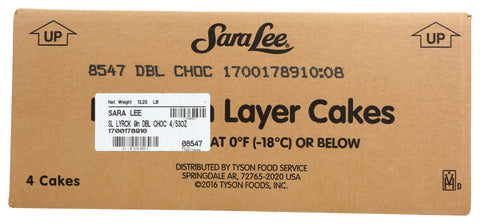 UP
Sara Lee®
UP
8547 DBL CHOC 1700178910:08
Net Weight 13.25 LB
SARA LEE
SL LYRCK 9in DBL CHOC 4/53OZ
1700178910
08547
n Layer Cakes
AT 0°F (-18°C) OR BELOW
DISTRIBUTED BY TYSON FOOD SERVICE
SPRINGDALE AR, 72765-2020 USA
©2016 TYSON FOODS, INC.
4 Cakes
D